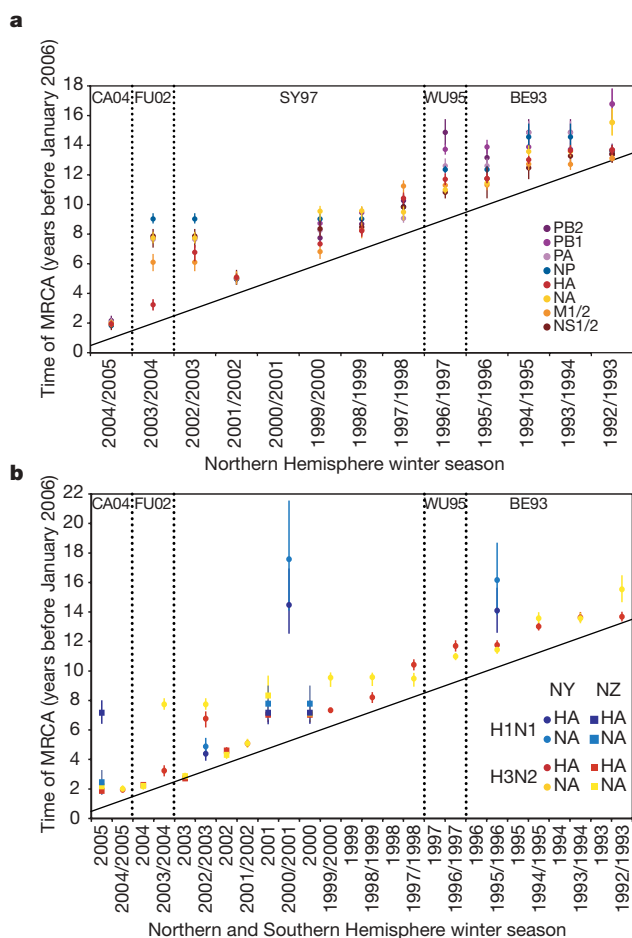 a
Time of MRCA (years before January 2006)
18
16
14
12
10
8
6
4
2
0
CA04
FU02
SY97
WU95
BE93
PB2
PB1
PA
NP
HA
NA
M1/2
NS1/2
2004/2005
2003/2004
2002/2003
2001/2002
2000/2001
1999/2000
1998/1999
1997/1998
1996/1997
1995/1996
1994/1995
1993/1994
1992/1993
Northern Hemisphere winter season
b
Time of MRCA (years before January 2006)
22
20
18
16
14
12
10
8
6
4
2
0
CA04
FU02
WU95
BE93
NY NZ
H1N1 HA HA
NA NA
H3N2 HA HA
NA NA
2005
2004/2005
2004
2003/2004
2003
2002/2003
2002
2001/2002
2001
2000/2001
2000
1999/2000
1999
1998/1999
1998
1997/1998
1997
1996/1997
1996
1995/1996
1994/1995
1994
1993/1994
1993
1992/1993
Northern and Southern Hemisphere winter season